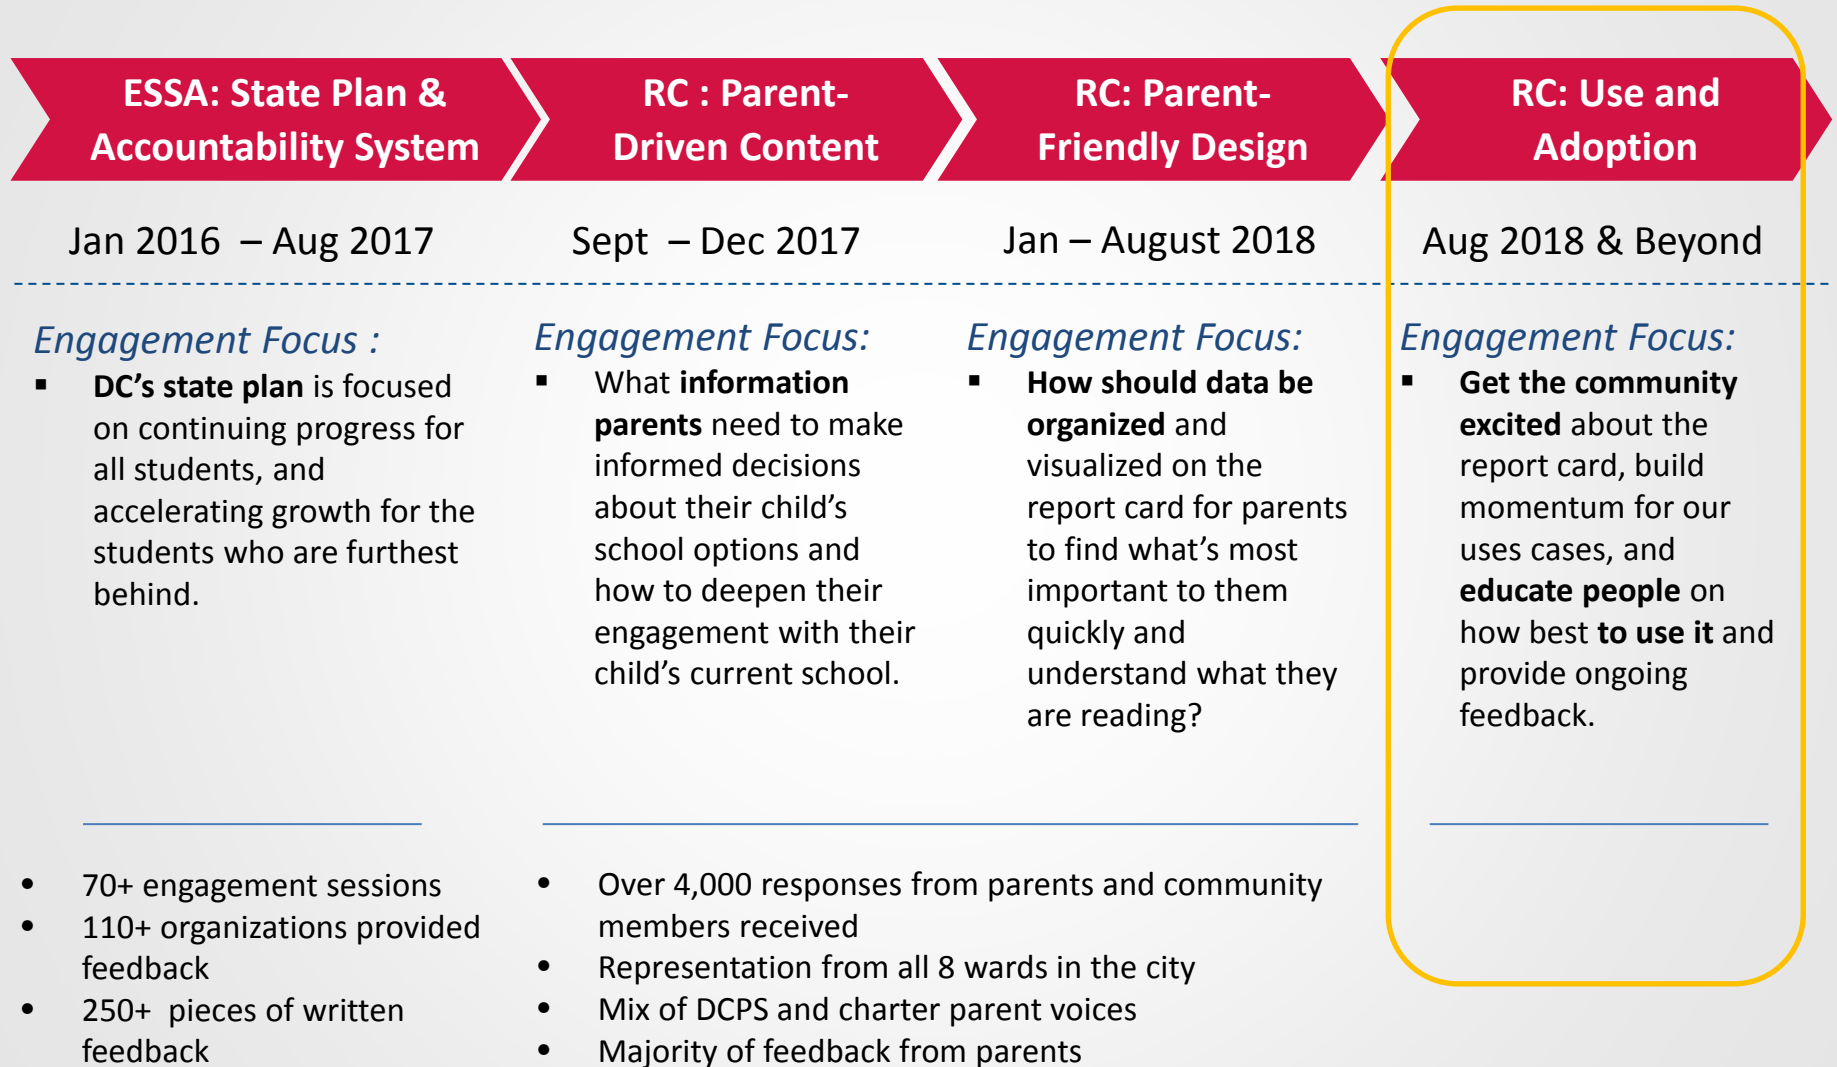 ESSA: State Plan &
Accountability System
RC : Parent-
Driven Content
RC: Parent-
Friendly Design
RC: Use and
Adoption
Jan 2016 – Aug 2017
Sept – Dec 2017
Jan – August 2018
Aug 2018 & Beyond
Engagement Focus :
▪ DC's state plan is focused
on continuing progress for
all students, and
accelerating growth for the
students who are furthest
behind.
Engagement Focus:
▪ What information
parents need to make
informed decisions
about their child's
school options and
how to deepen their
engagement with their
child's current school.
Engagement Focus:
▪ How should data be
organized and
visualized on the
report card for parents
to find what's most
important to them
quickly and
understand what they
are reading?
Engagement Focus:
▪ Get the community
excited about the
report card, build
momentum for our
uses cases, and
educate people on
how best to use it and
provide ongoing
feedback.
• 70+ engagement sessions
• 110+ organizations provided
feedback
• 250+ pieces of written
feedback
• Over 4,000 responses from parents and community
members received
• Representation from all 8 wards in the city
• Mix of DCPS and charter parent voices
• Majority of feedback from parents